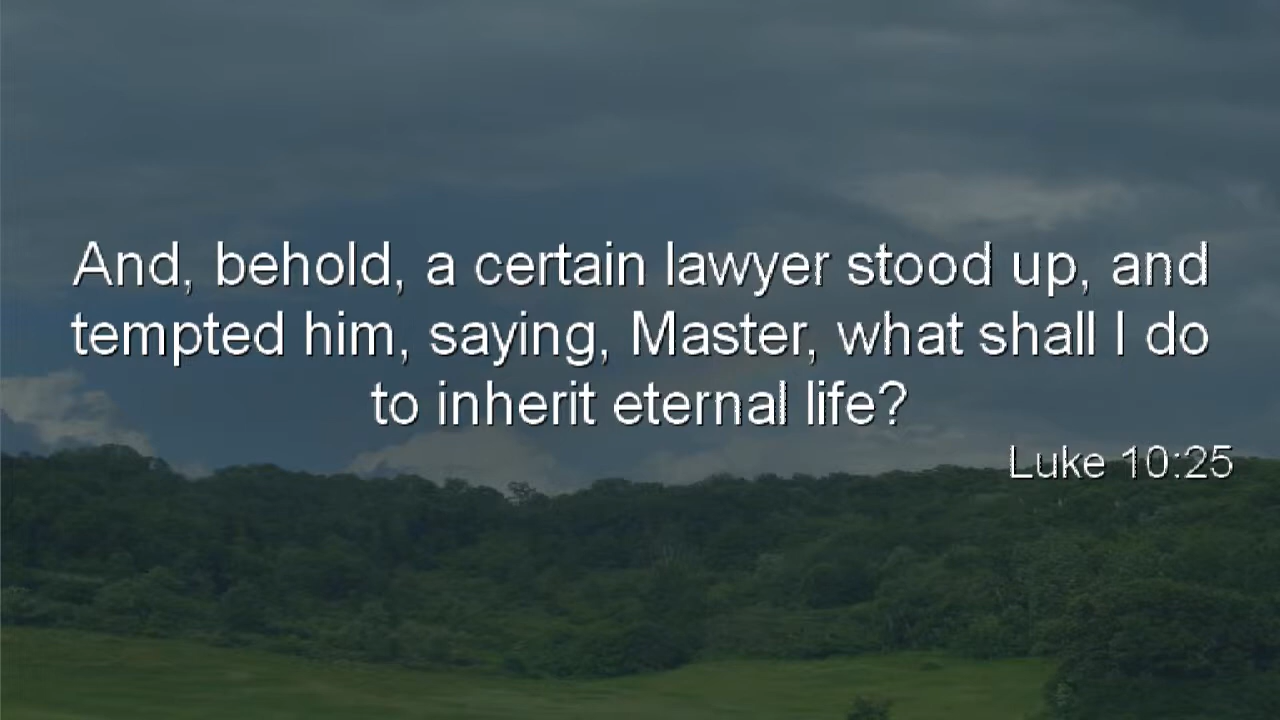 And, behold, a certain lawyer stood up, and
tempted him, saying, Master, what shall I do
to inherit eternal life?
Luke 10:25